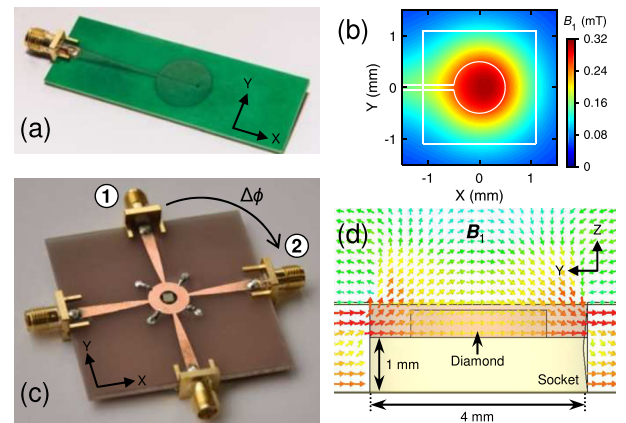 (a)
Y
X
(b)
B1 (mT)
0.32
0.24
0.16
0.08
0
Y (mm)
1
0
-1
-1
0
1
X (mm)
(c)
1
Δϕ
2
Y
X
(d)
B1
Z
Y
1 mm
Diamond
Socket
4 mm